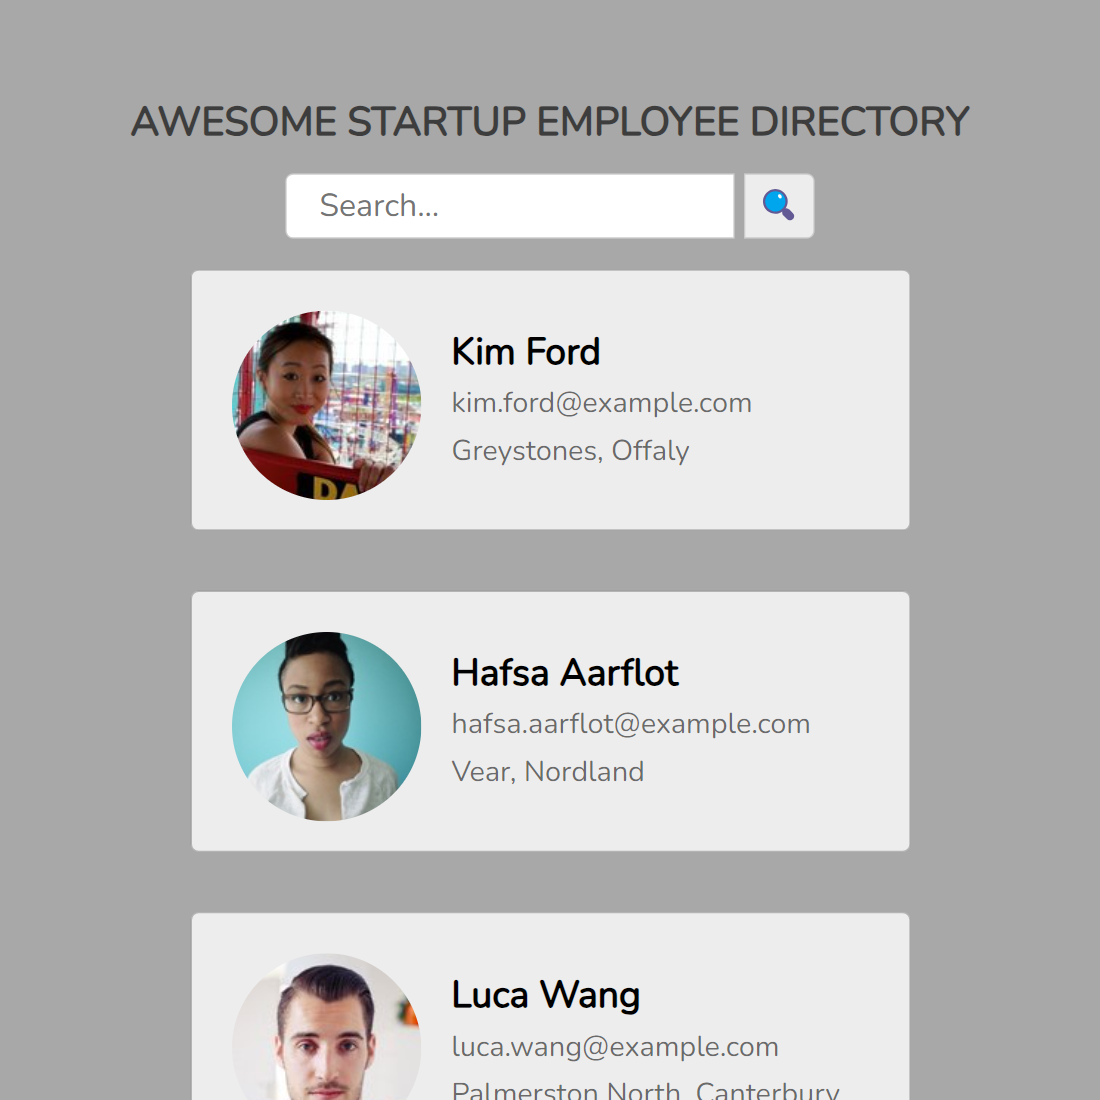 AWESOME STARTUP EMPLOYEE DIRECTORY
Search...
Kim Ford
kim.ford@example.com
Greystones, Offaly
Hafsa Aarflot
hafsa.aarflot@example.com
Vear, Nordland
Luca Wang
luca.wang@example.com
Palmerston North, Canterbury